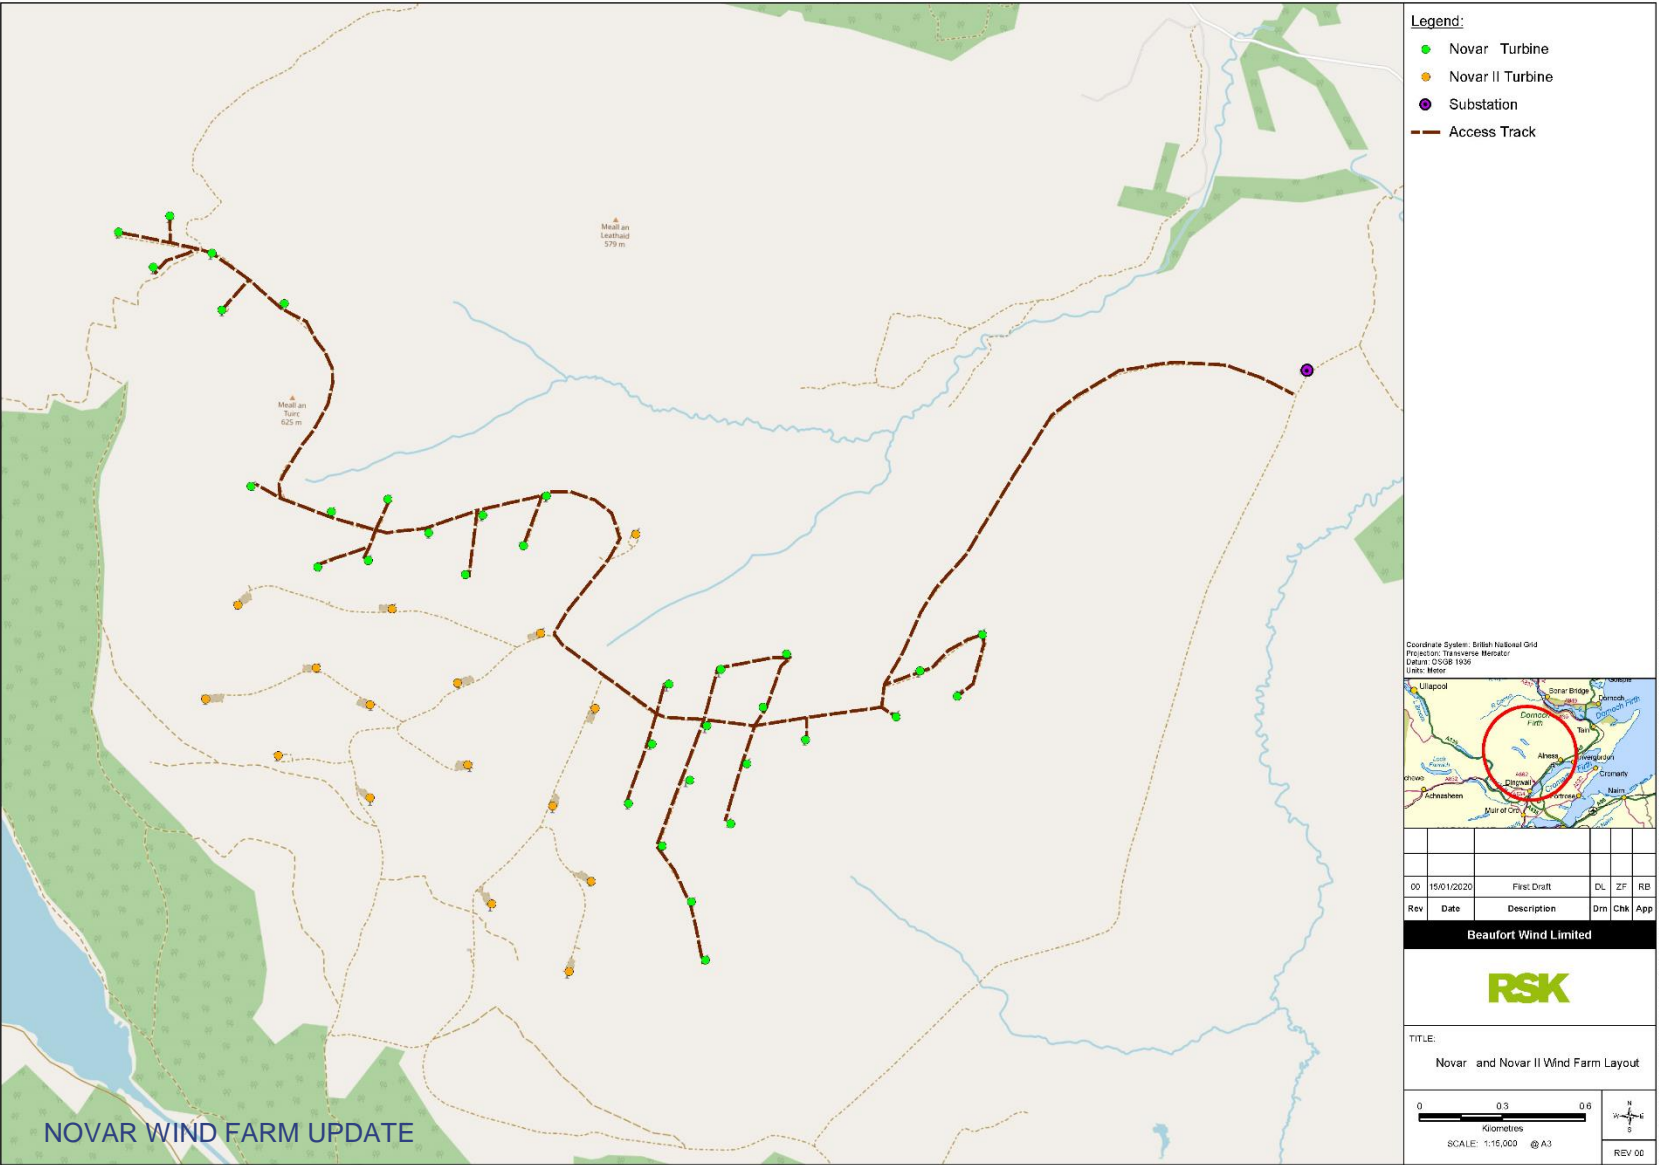 Legend:
Novar Turbine
Novar II Turbine
Substation
Access Track
Meall an
Leathaid
579 m
Meall an
Tuirc
625 m
Coordinate System: British National Grid
Projection: Transverse Mercator
Datum: OSGB 1936
Units: Meter
Ullapool
Bonar Bridge
Dornoch
Dornoch Firth
Dornoch
Firth
Tain
Alness
Invergordon
Cromarty
Dingwall
Achnasheen
Muir of Ord
Nairn
00 15/01/2020 First Draft DL ZF RB
Rev Date Description Drn Chk App
Beaufort Wind Limited
RSK
TITLE:
Novar and Novar II Wind Farm Layout
0 0.3 0.6
Kilometres
SCALE: 1:15,000 @ A3
N
W E
S
REV 00
NOVAR WIND FARM UPDATE